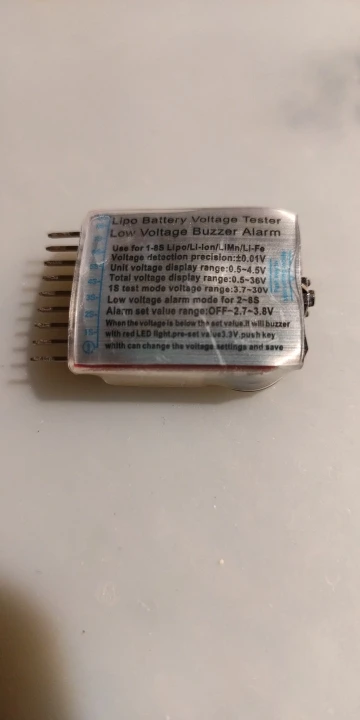 Lipo Battery Voltage Tester
Low Voltage Buzzer Alarm
Use for 1-8S Lipo/Li-ion/LiMn/Li-Fe
Voltage detection precision:±0.01V
Unit voltage display range:0.5~4.5V
Total voltage display range:0.5~36V
1S test mode voltage range:3.7~30V
Low voltage alarm mode for 2~8S
Alarm set value range:OFF~2.7~3.8V
When the voltage is below the set value,it will buzzer
with red LED light,pre-set value3.3V,push key
which can change the voltage settings and save